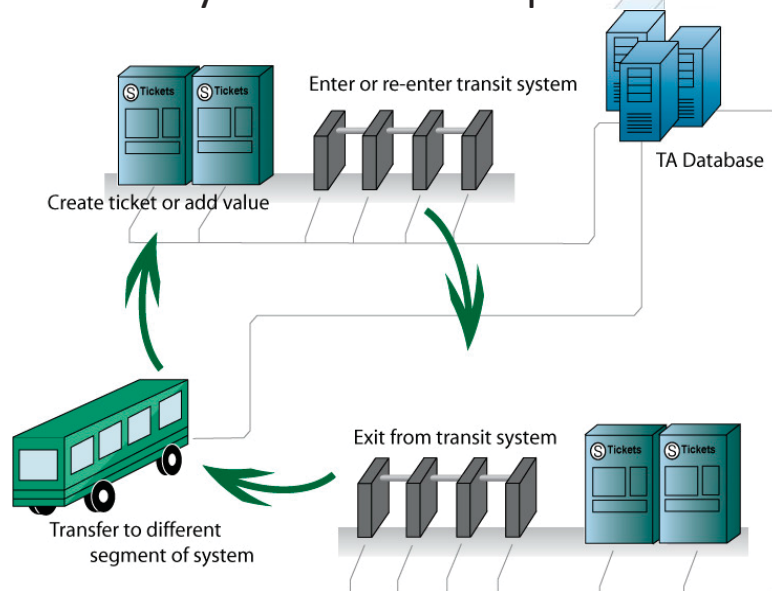 Enter or re-enter transit system
S Tickets
S Tickets
TA Database
Create ticket or add value
Exit from transit system
S Tickets
S Tickets
Transfer to different
segment of system